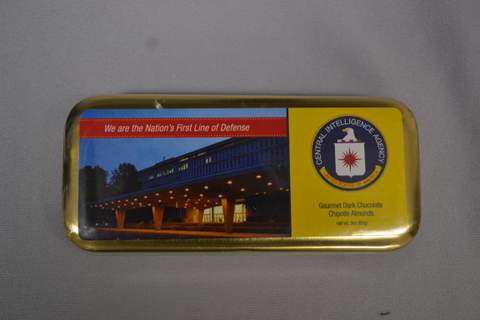 We are the Nation's First Line of Defense
CENTRAL INTELLIGENCE AGENCY
Gourmet Dark Chocolate
Chipotle Almonds